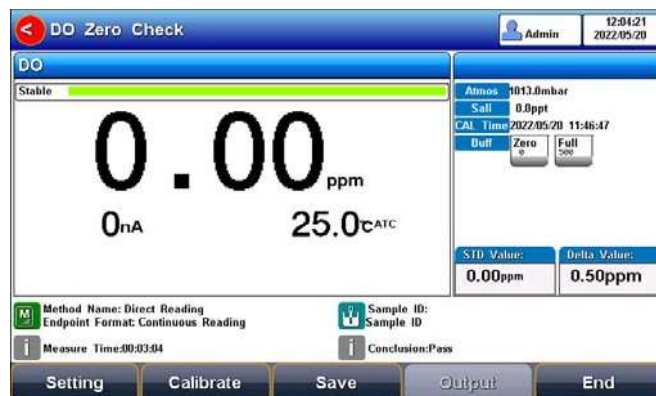 < DO Zero Check
Admin
12:04:21
2022/05/20
DO
Stable
0.00 ppm
0nA 25.0℃ ATC
Atmos 1013.0mbar
Sali 0.0ppt
CAL Time 2022/05/20 11:46:47
Buff Zero 0 Full 500
STD Value: Delta Value:
0.00ppm 0.50ppm
M Method Name: Direct Reading
Endpoint Format: Continuous Reading
Sample ID:
Sample ID
i Measure Time:00:03:04
i Conclusion:Pass
Setting Calibrate Save Output End